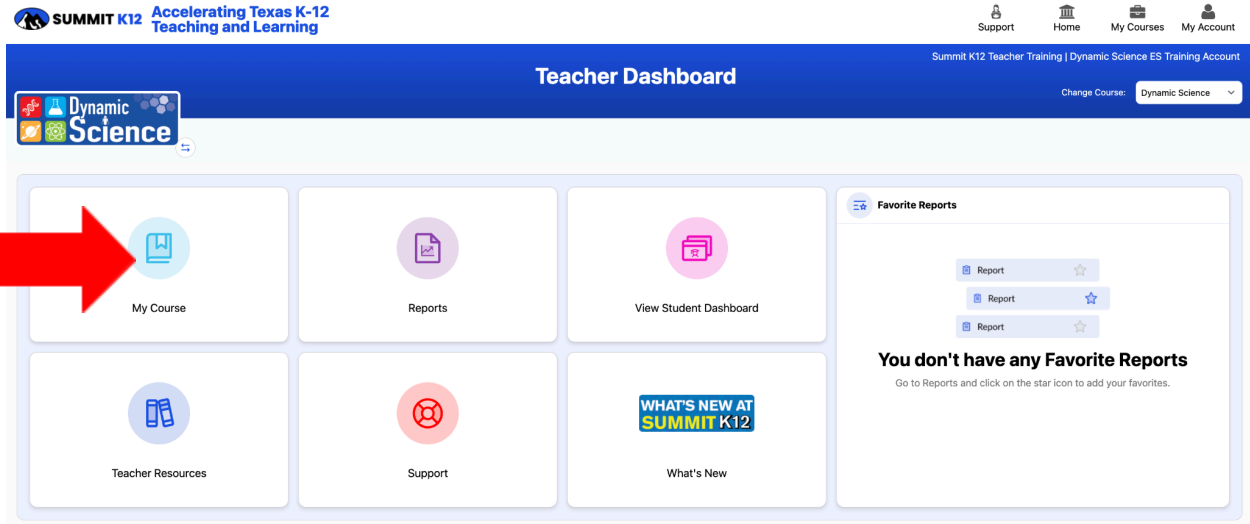 SUMMIT K12
Accelerating Texas K-12
Teaching and Learning
Support
Home
My Courses
My Account
Summit K12 Teacher Training | Dynamic Science ES Training Account
Teacher Dashboard
Change Course:
Dynamic Science
Dynamic
Science
My Course
Reports
View Student Dashboard
Favorite Reports
Report
Report
Report
You don't have any Favorite Reports
Go to Reports and click on the star icon to add your favorites.
Teacher Resources
Support
WHAT'S NEW AT
SUMMIT K12
What's New